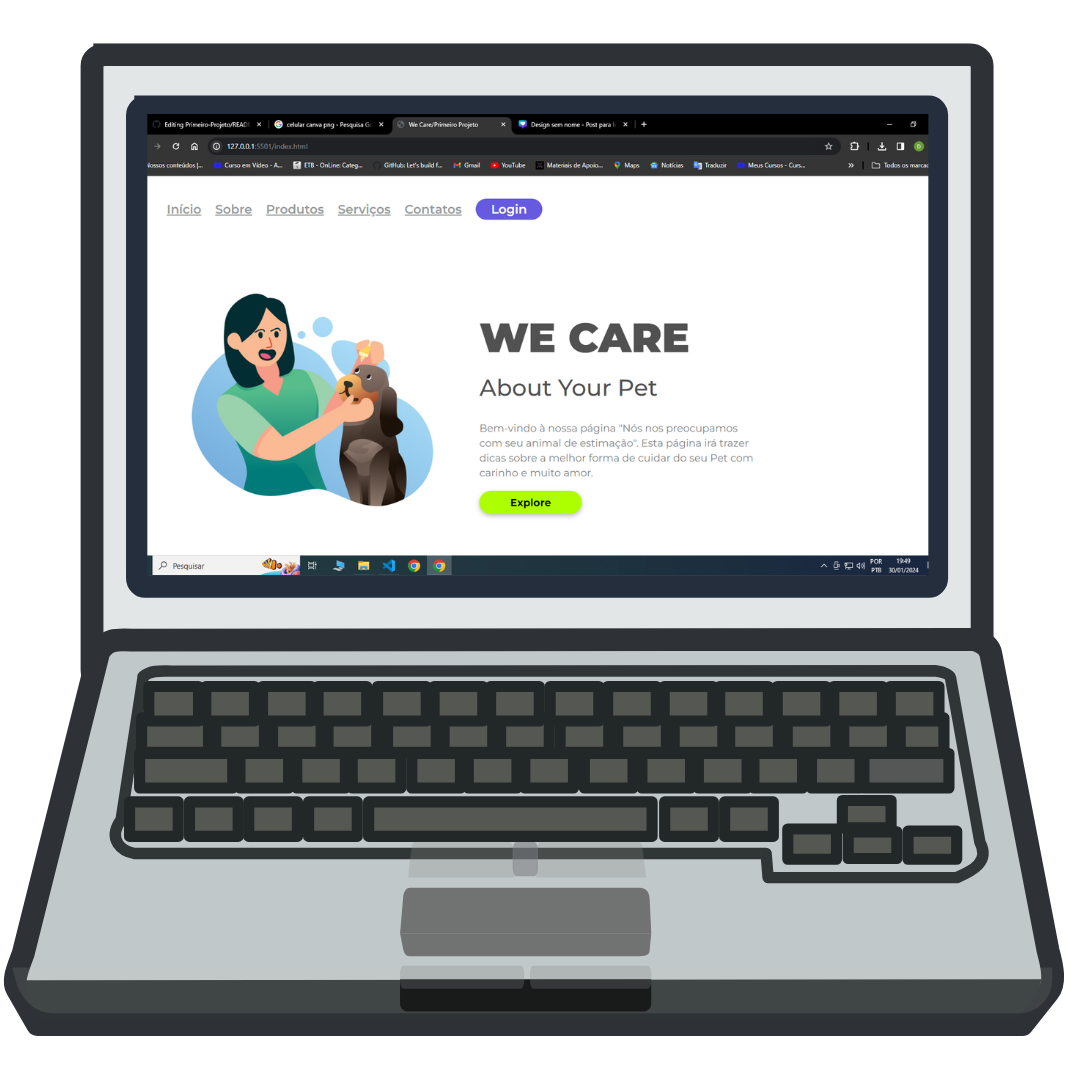 Editing Primeiro-Projeto/READI
celular canva png - Pesquisa G
We Care/Primeiro Projeto
Design sem nome - Post para I
127.0.0.1:5501/index.html
Nossos conteúdos |...
Curso em Vídeo - A...
ETB - OnLine: Categ...
GitHub: Let's build f...
Gmail
YouTube
Materiais de Apoio...
Maps
Notícias
Traduzir
Meus Cursos - Curs...
Todos os marcad
Início Sobre Produtos Serviços Contatos Login
WE CARE
About Your Pet
Bem-vindo à nossa página "Nós nos preocupamos
com seu animal de estimação". Esta página irá trazer
dicas sobre a melhor forma de cuidar do seu Pet com
carinho e muito amor.
Explore
Pesquisar
POR
PTB
19:49
30/01/2024